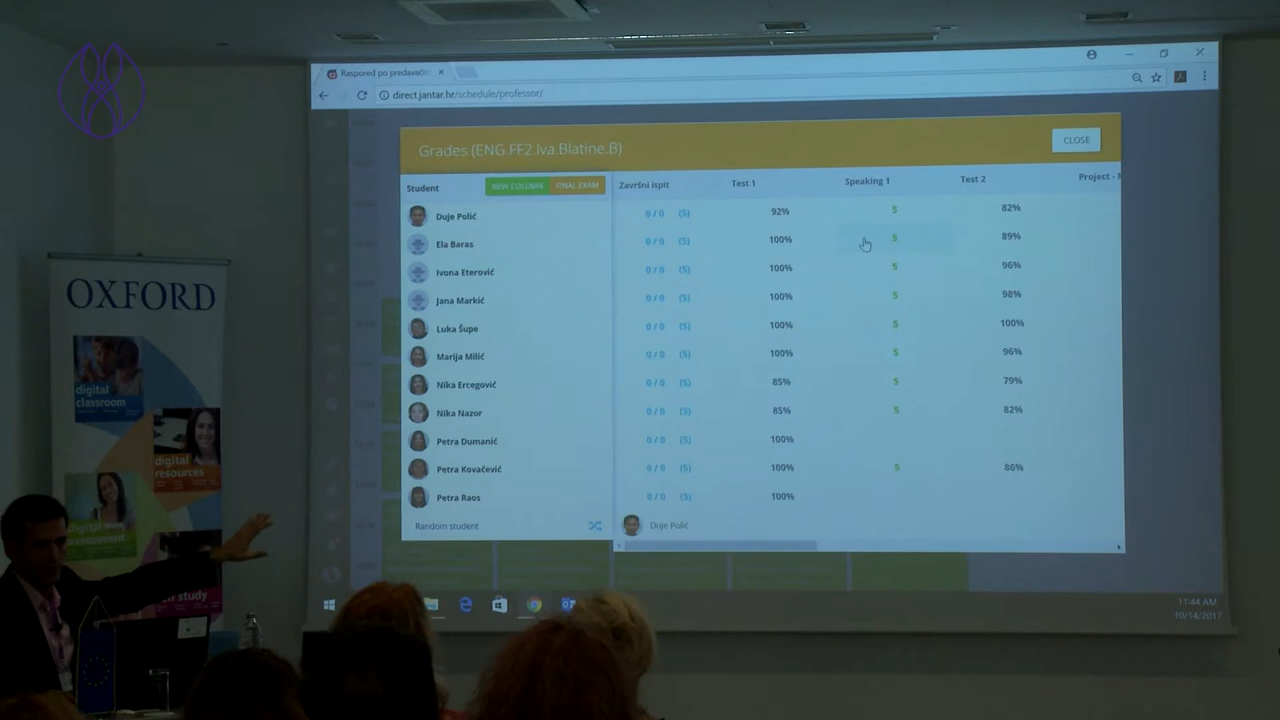 Raspored po predavačim
direct.jantar.hr/schedule/professor/
Grades (ENG.FF2.iva.Blatine.B)
CLOSE
Student
NEW COLUMN
FINAL EXAM
Završni ispit
Test 1
Speaking 1
Test 2
Project -
Duje Polić 0 / 0 (5) 92% 5 82%
Ela Baras 0 / 0 (5) 100% 5 89%
Ivona Eterović 0 / 0 (5) 100% 5 96%
Jana Markić 0 / 0 (5) 100% 5 98%
Luka Šupe 0 / 0 (5) 100% 5 100%
Marija Milić 0 / 0 (5) 100% 5 96%
Nika Ercegović 0 / 0 (5) 85% 5 79%
Nika Nazor 0 / 0 (5) 85% 5 82%
Petra Dumanić 0 / 0 (5) 100%
Petra Kovačević 0 / 0 (5) 100% 5 86%
Petra Raos 0 / 0 (5) 100%
Random student
Duje Polić
11:44 AM
10/14/2017
OXFORD
digital
classroom
digital
resources
digital
assessment
study